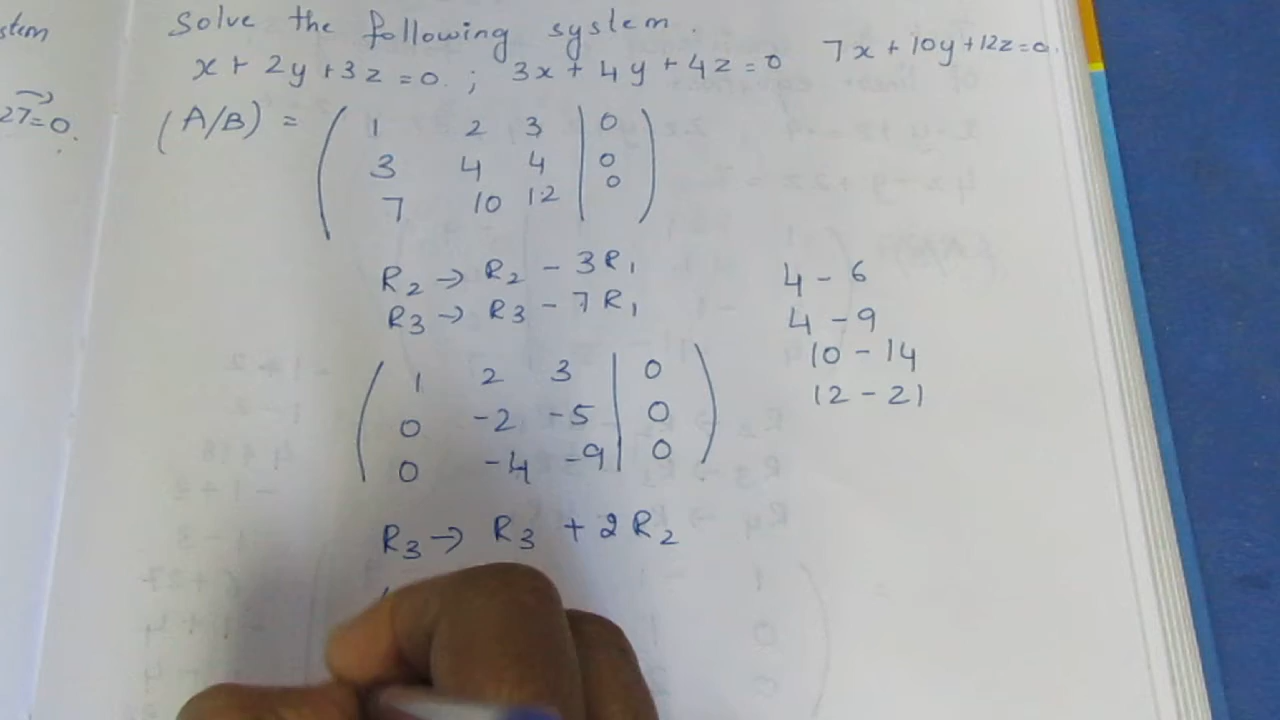 stem
27=0.
Solve the following system.
x + 2y + 3z = 0. ; 3x + 4y + 4z = 0 7x + 10y + 12z = 0.
(A/B) = ( 1 2 3 | 0 )
3 4 4 | 0
7 10 12 | 0
R2 → R2 - 3R1
R3 → R3 - 7R1
4 - 6
4 - 9
10 - 14
12 - 21
( 1 2 3 | 0 )
0 -2 -5 | 0
0 -4 -9 | 0
R3 → R3 + 2R2